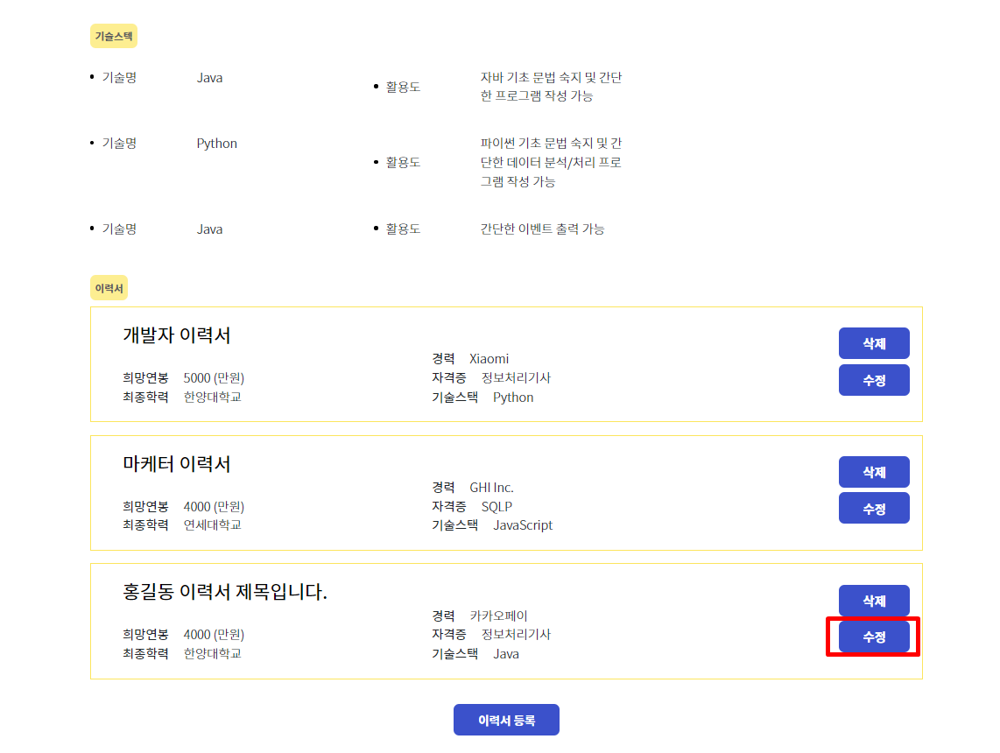 기술스택
기술명 Java 활용도 자바 기초 문법 숙지 및 간단
한 프로그램 작성 가능
기술명 Python 활용도 파이썬 기초 문법 숙지 및 간
단한 데이터 분석/처리 프로
그램 작성 가능
기술명 Java 활용도 간단한 이벤트 출력 가능
이력서
개발자 이력서
희망연봉 5000 (만원)
최종학력 한양대학교
경력 Xiaomi
자격증 정보처리기사
기술스택 Python
삭제
수정
마케터 이력서
희망연봉 4000 (만원)
최종학력 연세대학교
경력 GHI Inc.
자격증 SQLP
기술스택 JavaScript
삭제
수정
홍길동 이력서 제목입니다.
희망연봉 4000 (만원)
최종학력 한양대학교
경력 카카오페이
자격증 정보처리기사
기술스택 Java
삭제
수정
이력서 등록